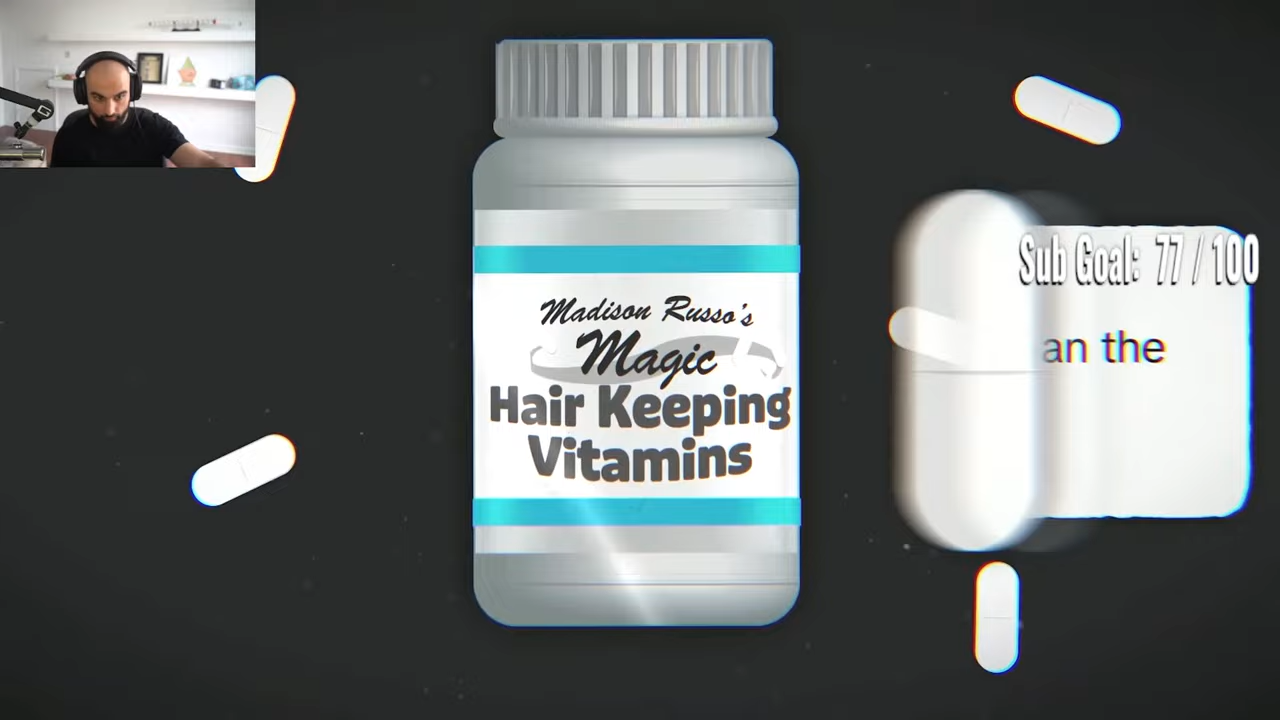 Madison Russo's
Magic
Hair Keeping
Vitamins
Sub Goal: 77 / 100
an the